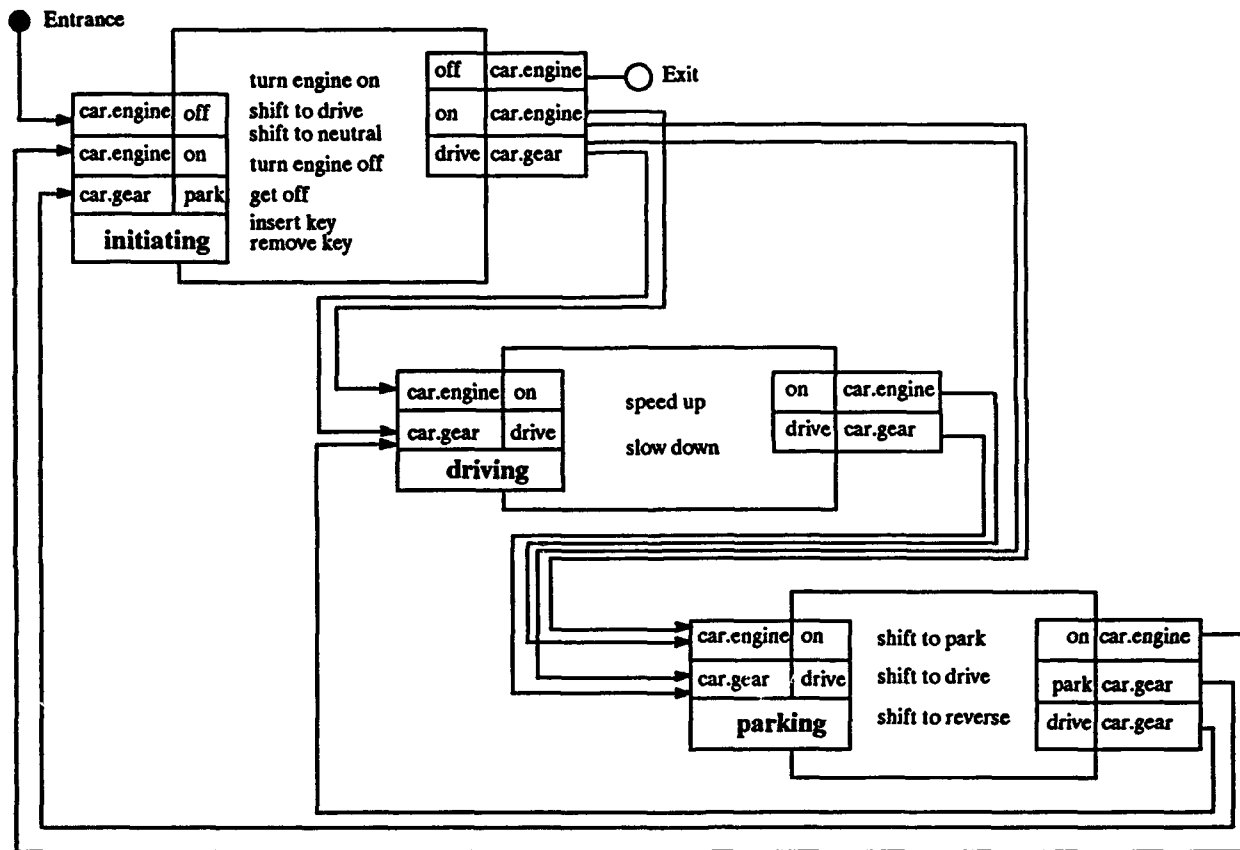 Entrance
car.engine off
car.engine on
car.gear park
initiating
turn engine on
shift to drive
shift to neutral
turn engine off
get off
insert key
remove key
off car.engine
on car.engine
drive car.gear
Exit
car.engine on
car.gear drive
driving
speed up
slow down
on car.engine
drive car.gear
car.engine on
car.gear drive
parking
shift to park
shift to drive
shift to reverse
on car.engine
park car.gear
drive car.gear